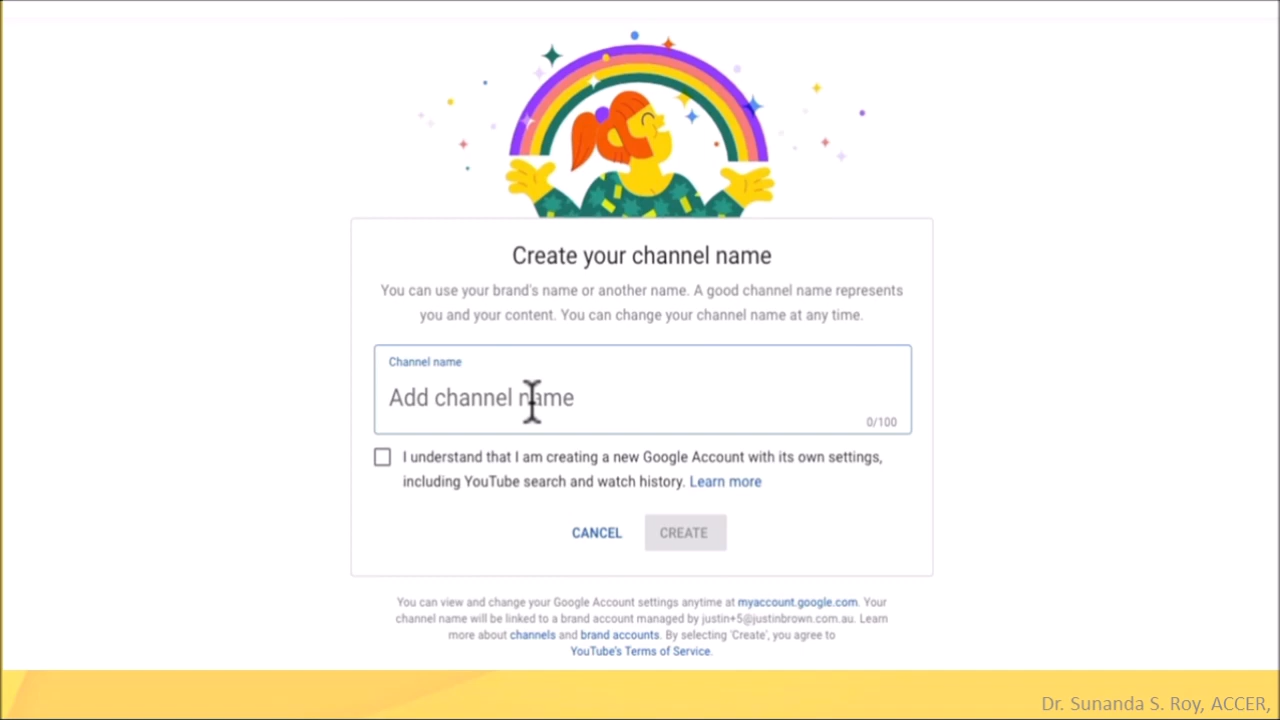 Create your channel name
You can use your brand's name or another name. A good channel name represents
you and your content. You can change your channel name at any time.
Channel name
Add channel name
0/100
I understand that I am creating a new Google Account with its own settings,
including YouTube search and watch history. Learn more
CANCEL CREATE
You can view and change your Google Account settings anytime at myaccount.google.com. Your
channel name will be linked to a brand account managed by justin+5@justinbrown.com.au. Learn
more about channels and brand accounts. By selecting 'Create', you agree to
YouTube's Terms of Service.
Dr. Sunanda S. Roy, ACCER,